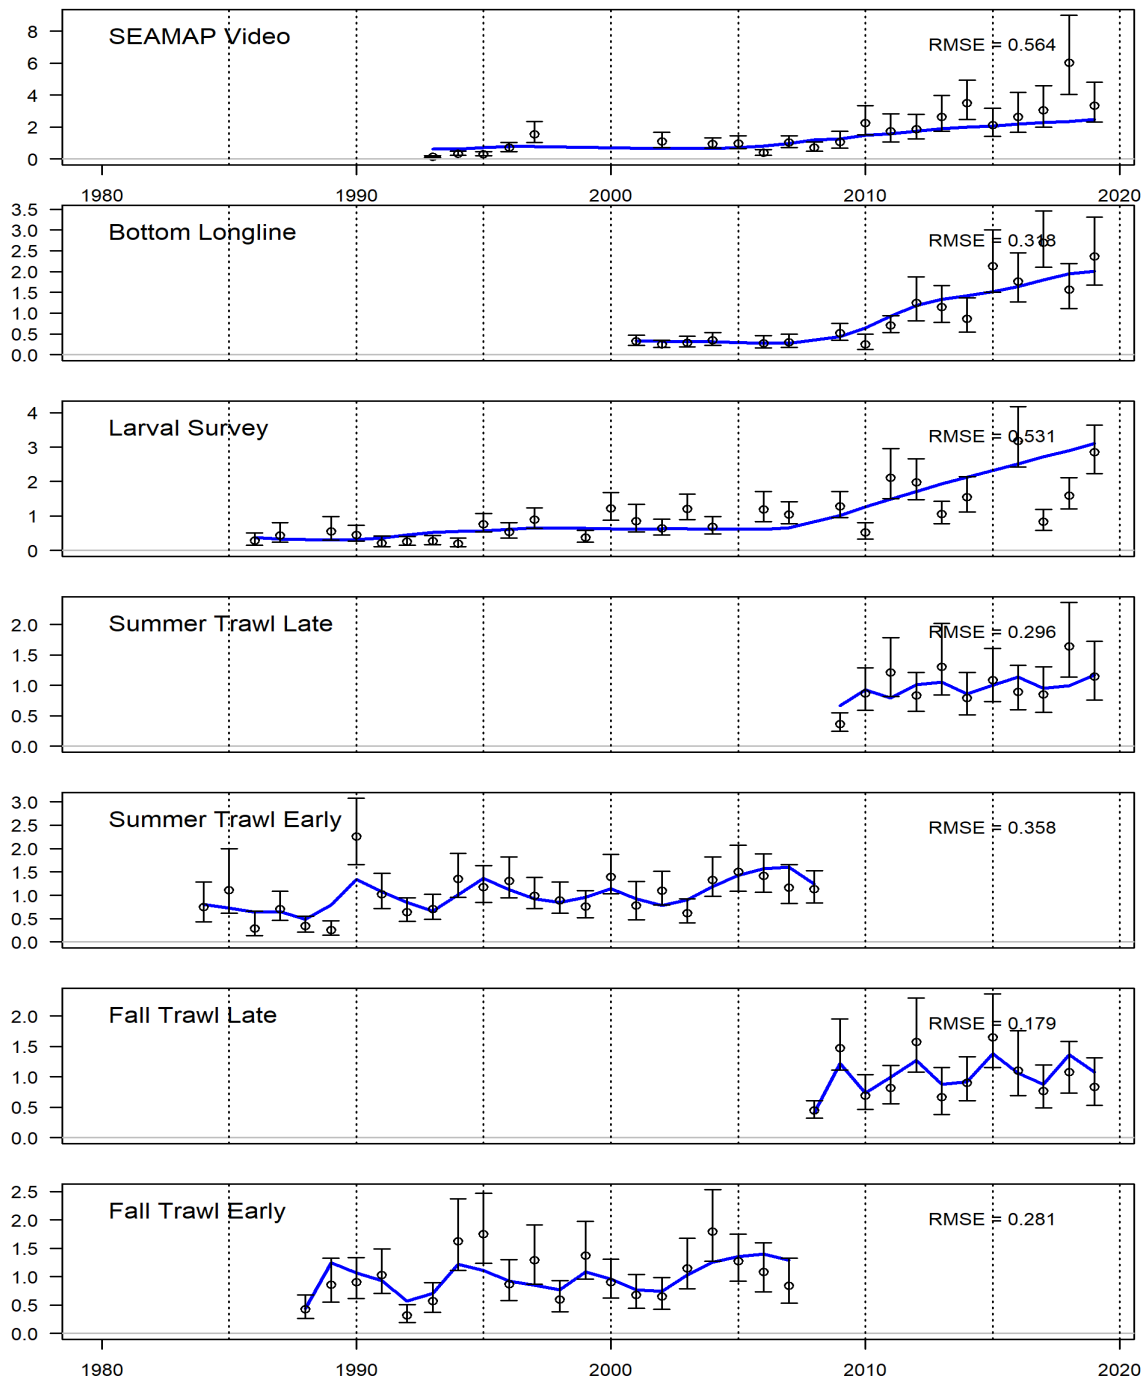 SEAMAP Video
RMSE = 0.564
8
6
4
2
0
1980 1990 2000 2010 2020
Bottom Longline
RMSE = 0.318
3.5
3.0
2.5
2.0
1.5
1.0
0.5
0.0
Larval Survey
RMSE = 0.531
4
3
2
1
0
Summer Trawl Late
RMSE = 0.296
2.0
1.5
1.0
0.5
0.0
Summer Trawl Early
RMSE = 0.358
3.0
2.5
2.0
1.5
1.0
0.5
0.0
Fall Trawl Late
RMSE = 0.179
2.0
1.5
1.0
0.5
0.0
Fall Trawl Early
RMSE = 0.281
2.5
2.0
1.5
1.0
0.5
0.0
1980 1990 2000 2010 2020